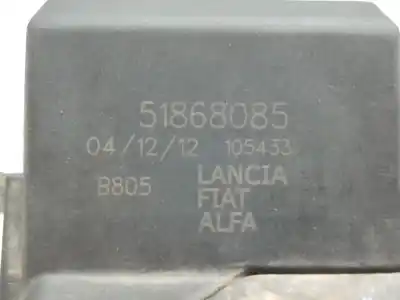 51868085
04/12/12 105433
B805 LANCIA
FIAT
ALFA